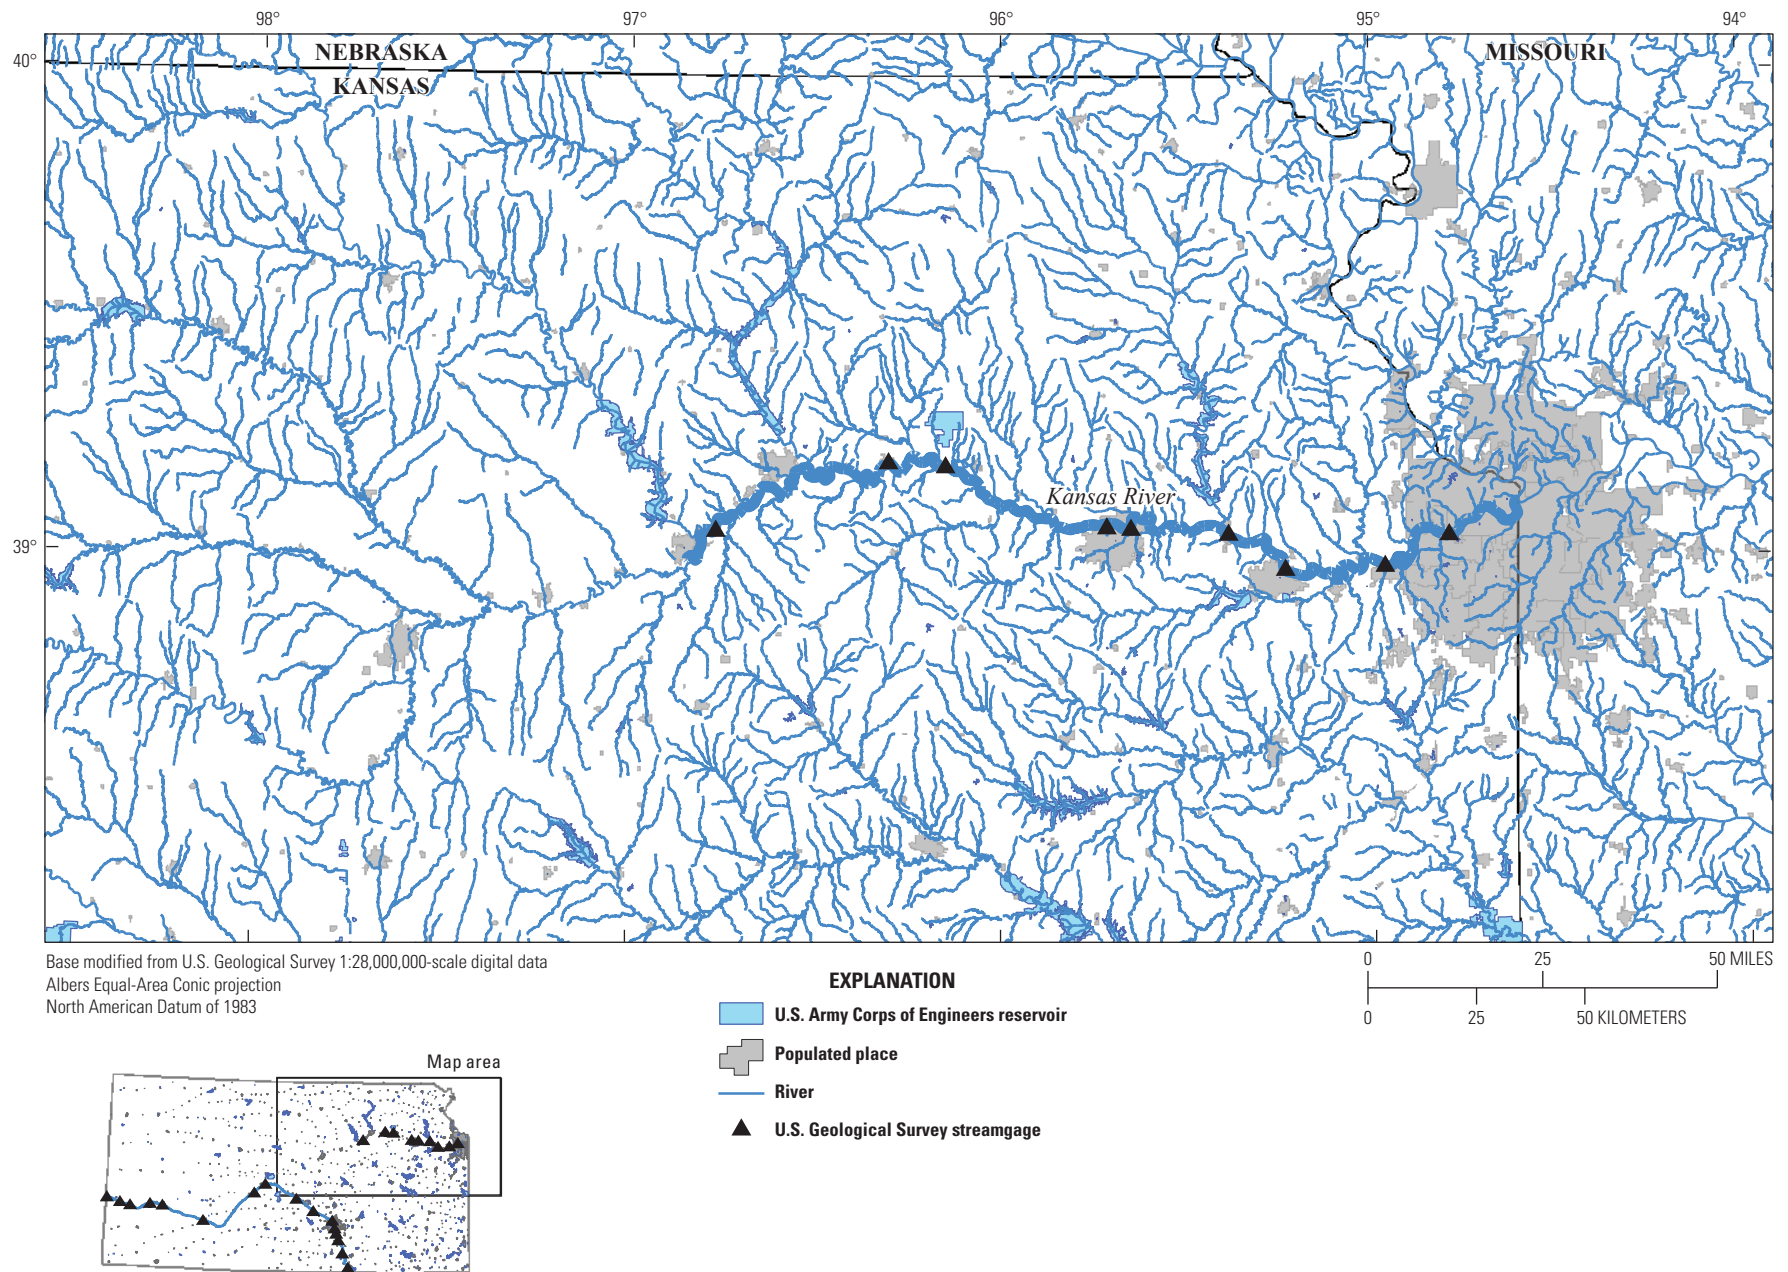 98°
97°
96°
95°
94°
40°
NEBRASKA
KANSAS
MISSOURI
Kansas River
39°
Base modified from U.S. Geological Survey 1:28,000,000-scale digital data
Albers Equal-Area Conic projection
North American Datum of 1983
EXPLANATION
U.S. Army Corps of Engineers reservoir
Populated place
River
U.S. Geological Survey streamgage
0 25 50 MILES
0 25 50 KILOMETERS
Map area